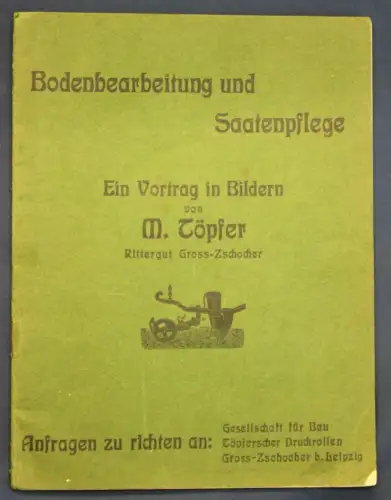 Bodenbearbeitung und
Saatenpflege
Ein Vortrag in Bildern
von
M. Töpfer
Rittergut Gross-Zschocher
Anfragen zu richten an:
Gesellschaft für Bau
Töpferscher Druckrollen
Gross-Zschocher b. Leipzig